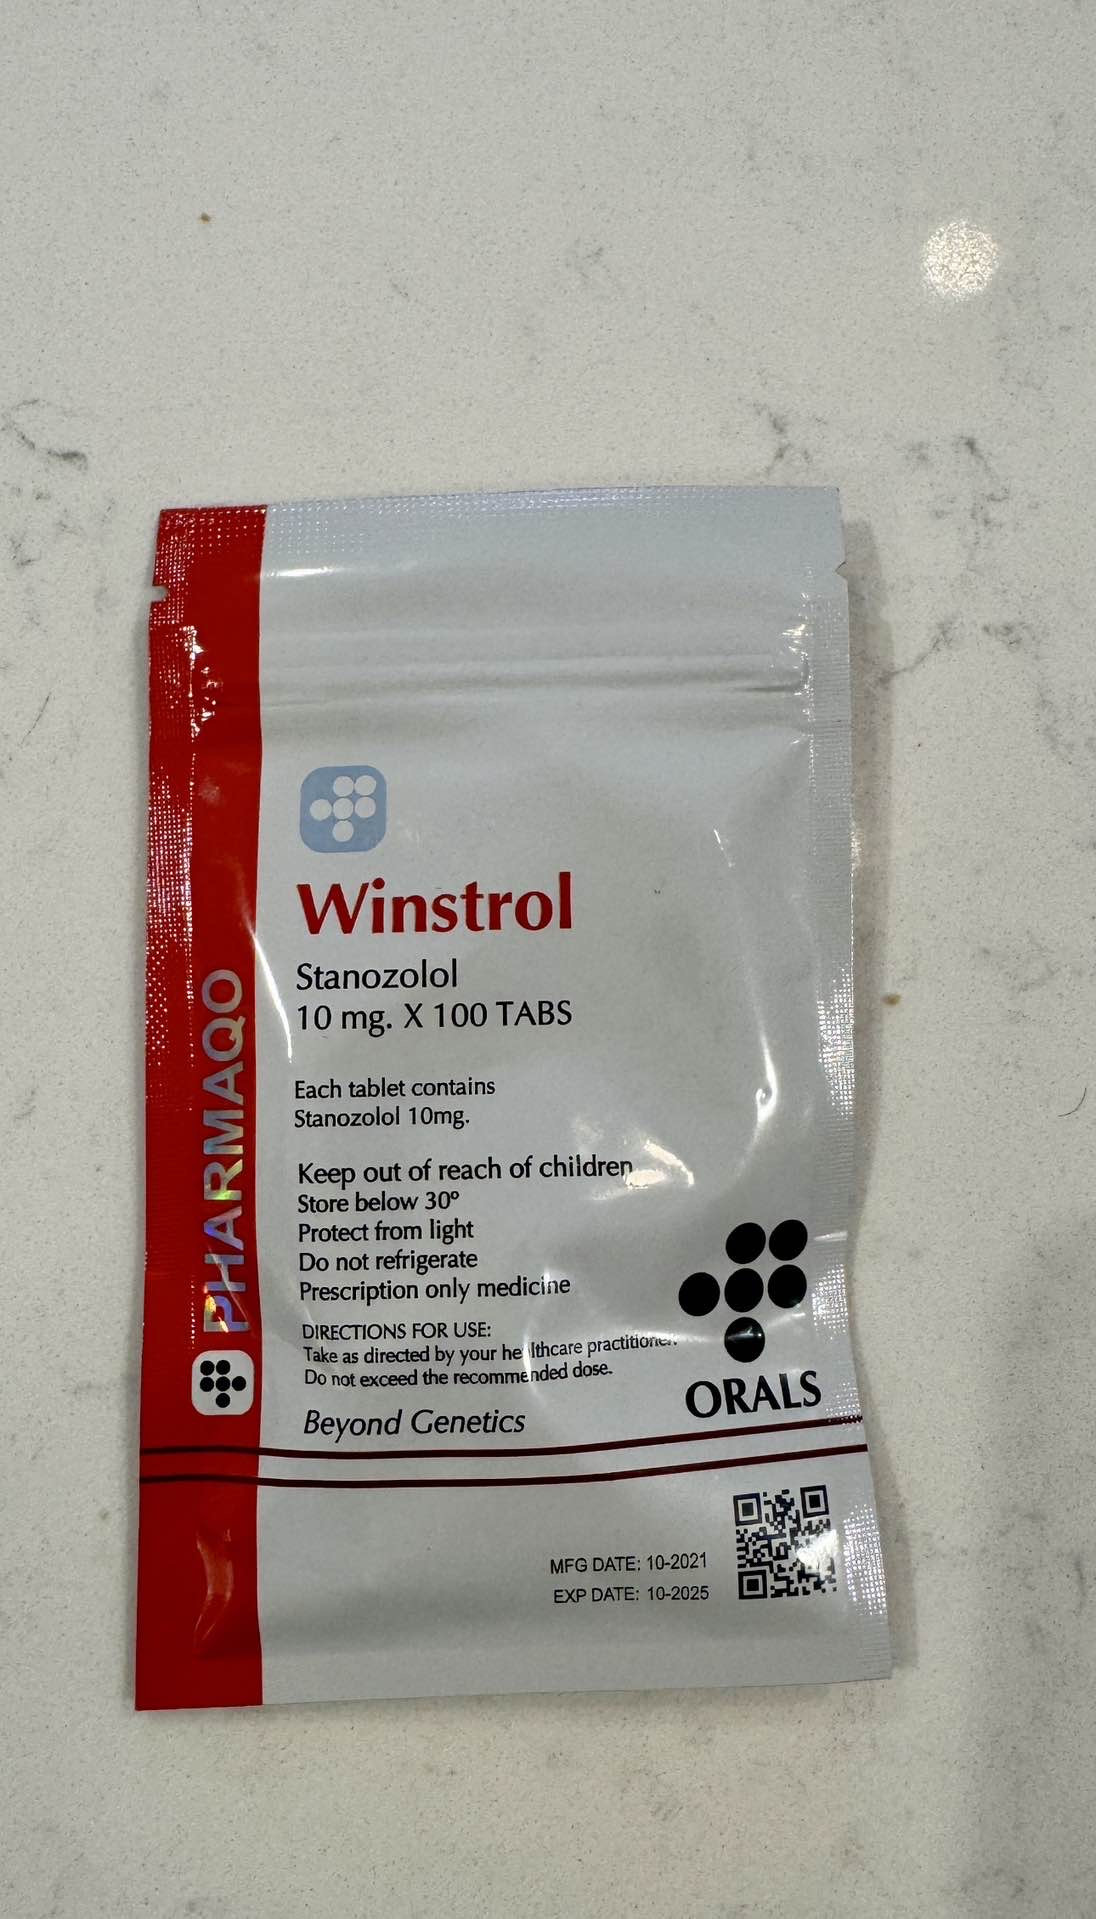 PHARMAQO
Winstrol
Stanozolol
10 mg. X 100 TABS
Each tablet contains
Stanozolol 10mg.
Keep out of reach of children
Store below 30º
Protect from light
Do not refrigerate
Prescription only medicine
DIRECTIONS FOR USE:
Take as directed by your healthcare practitioner.
Do not exceed the recommended dose.
Beyond Genetics
ORALS
MFG DATE: 10-2021
EXP DATE: 10-2025